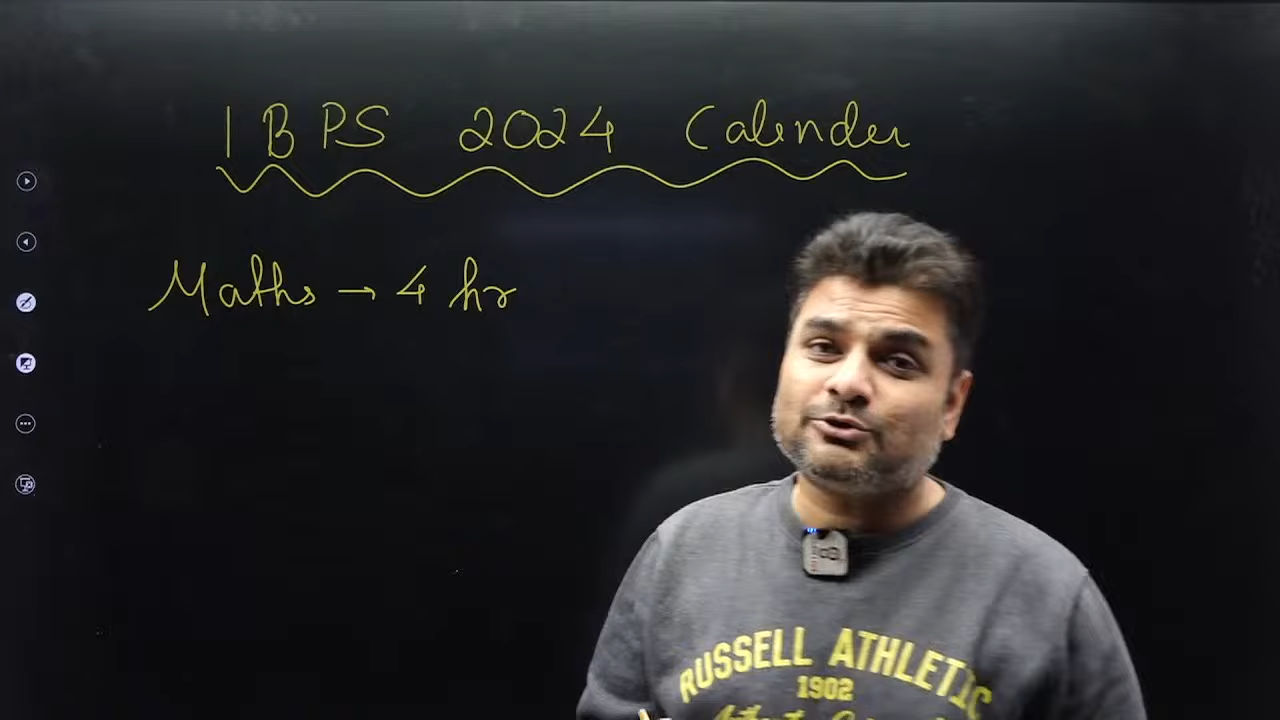 IBPS 2024 Calender
Maths → 4 hr
RUSSELL ATHLETIC
1902